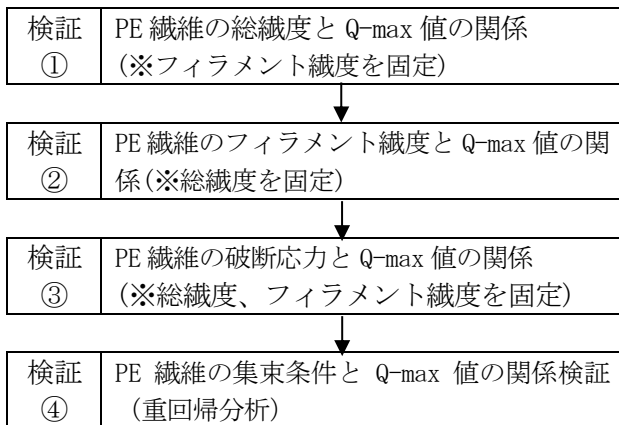 検証 PE 繊維の総繊度と Q-max 値の関係
① (※フィラメント繊度を固定)
検証 PE 繊維のフィラメント繊度と Q-max 値の関
② 係(※総繊度を固定)
検証 PE 繊維の破断応力と Q-max 値の関係
③ (※総繊度、フィラメント繊度を固定)
検証 PE 繊維の集束条件と Q-max 値の関係検証
④ (重回帰分析)